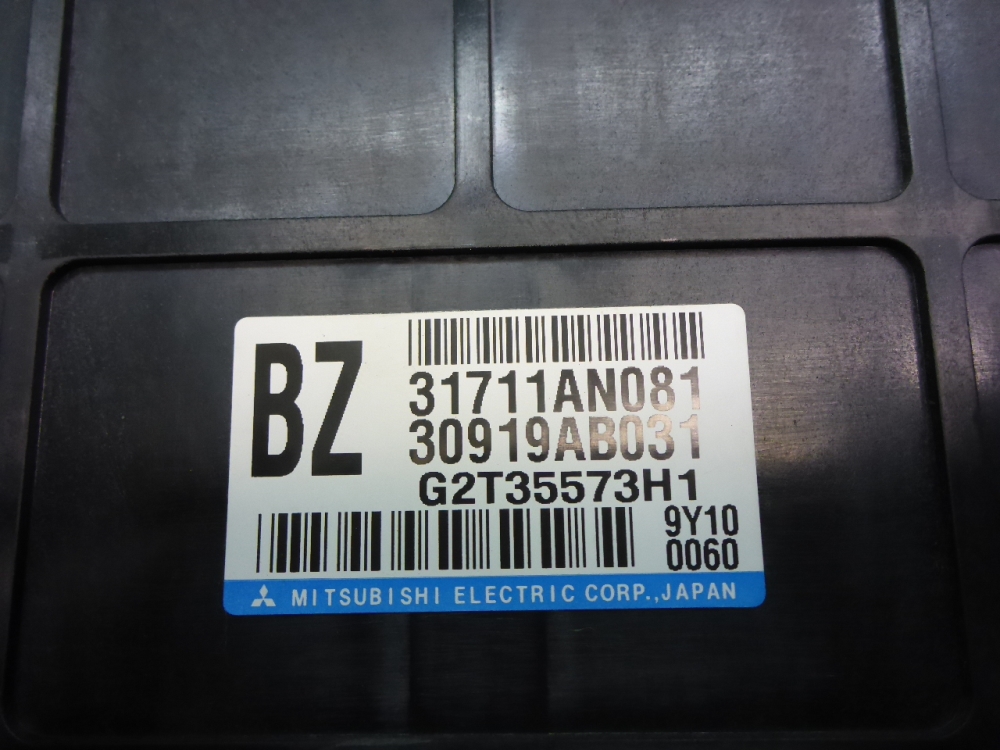 BZ
31711AN081
30919AB031
G2T35573H1
9Y10
0060
MITSUBISHI ELECTRIC CORP.,JAPAN